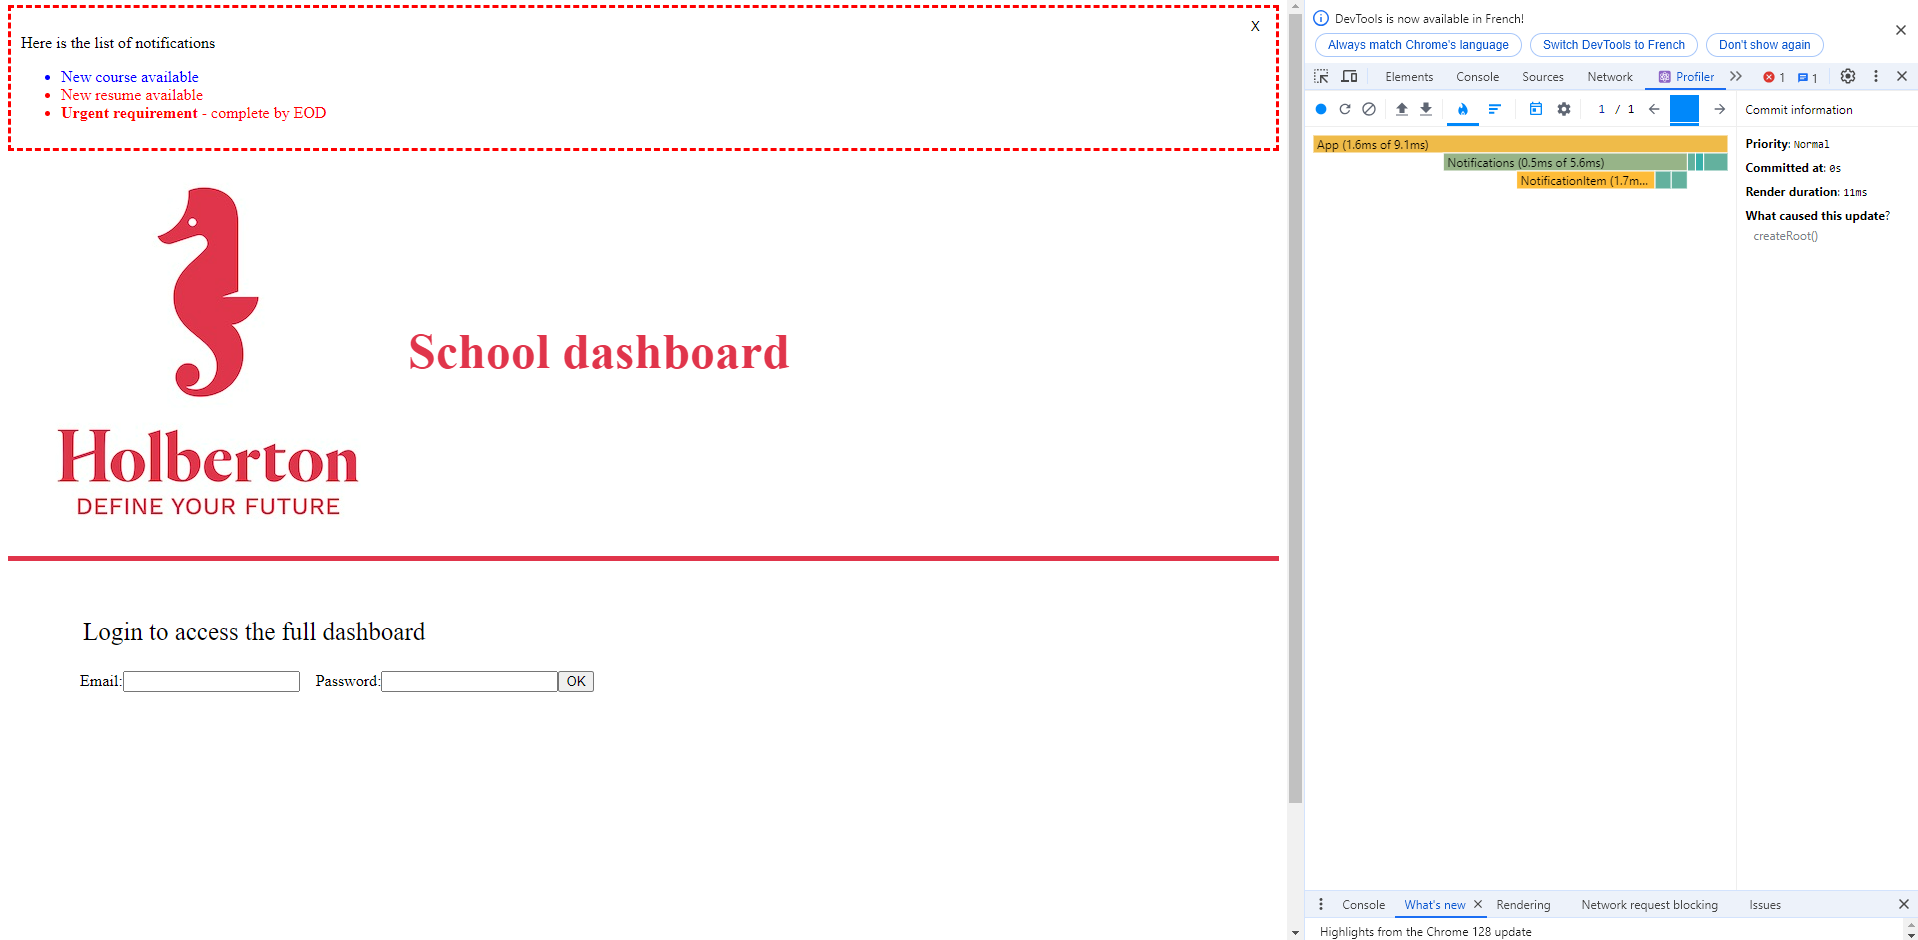 X
Here is the list of notifications
New course available
New resume available
Urgent requirement - complete by EOD
School dashboard
Holberton
DEFINE YOUR FUTURE
Login to access the full dashboard
Email: Password: OK
DevTools is now available in French!
Always match Chrome's language Switch DevTools to French Don't show again
Elements Console Sources Network Profiler 1 1
1 / 1
Commit information
App (1.6ms of 9.1ms)
Notifications (0.5ms of 5.6ms)
NotificationItem (1.7m...
Priority: Normal
Committed at: 0s
Render duration: 11ms
What caused this update?
createRoot()
Console What's new Rendering Network request blocking Issues
Highlights from the Chrome 128 update